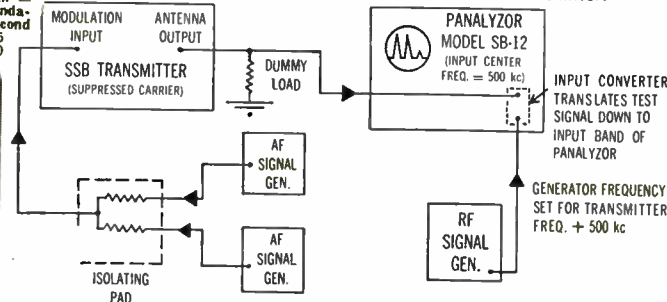 nda-
cond
MODULATION
INPUT
ANTENNA
OUTPUT
SSB TRANSMITTER
(SUPPRESSED CARRIER)
DUMMY
LOAD
PANALYZOR
MODEL SB-12
(INPUT CENTER
FREQ. = 500 kc)
INPUT CONVERTER
TRANSLATES TEST
SIGNAL DOWN TO
INPUT BAND OF
PANALYZOR
AF
SIGNAL
GEN.
AF
SIGNAL
GEN.
ISOLATING
PAD
RF
SIGNAL
GEN.
GENERATOR FREQUENCY
SET FOR TRANSMITTER
FREQ. + 500 kc